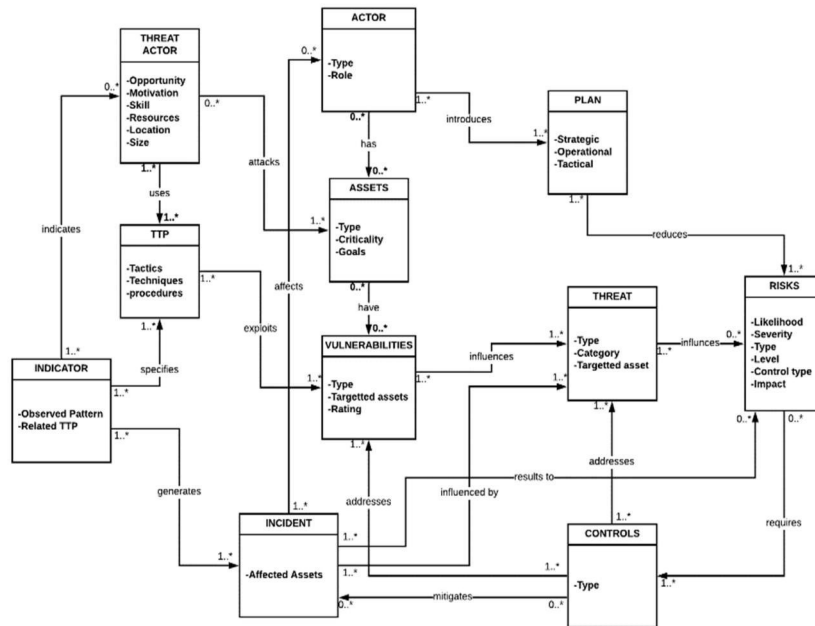 THREAT
ACTOR
-Opportunity
-Motivation
-Skill
-Resources
-Location
-Size
0..*
0..*
1..*
uses
1..*
TTP
-Tactics
-Techniques
-procedures
1..*
1..*
indicates
1..*
INDICATOR
-Observed Pattern
-Related TTP
1..*
1..*
specifies
generates
1..*
attacks
1..*
exploits
1..*
ACTOR
-Type
-Role
0..*
1..*
0..*
has
0..*
ASSETS
-Type
-Criticality
-Goals
0..*
have
0..*
VULNERABILITIES
-Type
-Targetted assets
-Rating
1..*
1..*
affects
1..*
INCIDENT
-Affected Assets
1..*
1..*
0..*
introduces
1..*
PLAN
-Strategic
-Operational
-Tactical
1..*
reduces
1..*
influences
1..*
THREAT
-Type
-Category
-Targetted asset
1..*
1..*
1..*
influnces
0..*
RISKS
-Likelihood
-Severity
-Type
-Level
-Control type
-Impact
0..*
0..*
results to
influenced by
addresses
addresses
1..*
CONTROLS
-Type
1..*
0..*
1..*
mitigates
requires